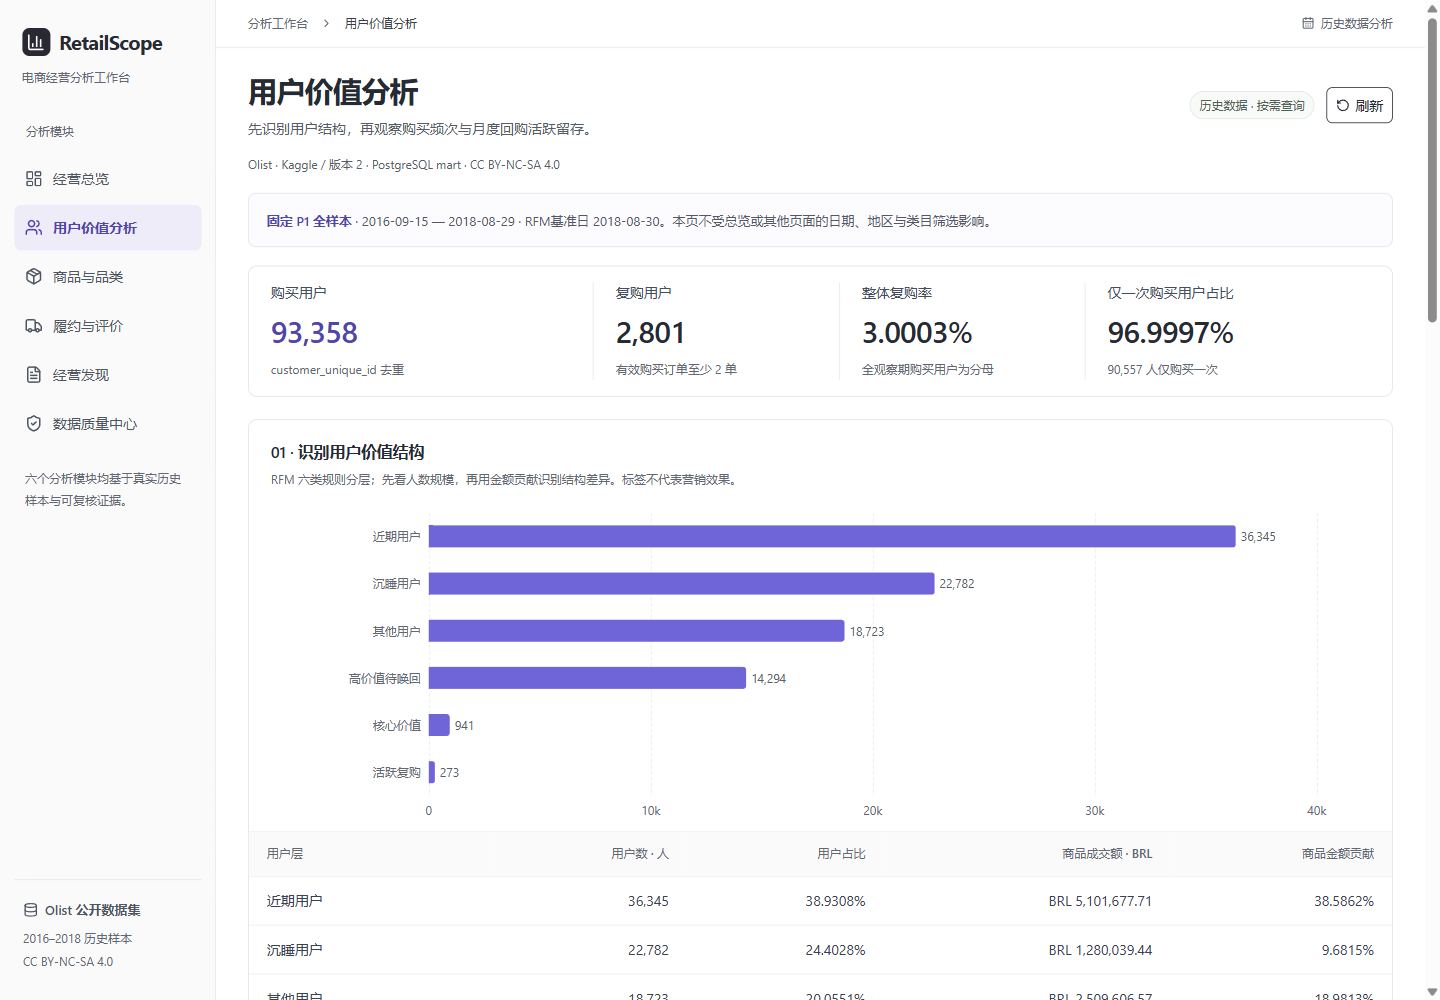 RetailScope
电商经营分析工作台
分析模块
经营总览
用户价值分析
商品与品类
履约与评价
经营发现
数据质量中心
六个分析模块均基于真实历史
样本与可复核证据。
Olist 公开数据集
2016–2018 历史样本
CC BY-NC-SA 4.0
分析工作台 > 用户价值分析
历史数据分析
用户价值分析
先识别用户结构，再观察购买频次与月度回购活跃留存。
Olist · Kaggle / 版本 2 · PostgreSQL mart · CC BY-NC-SA 4.0
历史数据 · 按需查询
刷新
固定 P1 全样本 · 2016-09-15 — 2018-08-29 · RFM基准日 2018-08-30。本页不受总览或其他页面的日期、地区与类目筛选影响。
购买用户
93,358
customer_unique_id 去重
复购用户
2,801
有效购买订单至少 2 单
整体复购率
3.0003%
全观察期购买用户为分母
仅一次购买用户占比
96.9997%
90,557 人仅购买一次
01 · 识别用户价值结构
RFM 六类规则分层；先看人数规模，再用金额贡献识别结构差异。标签不代表营销效果。
近期用户 36,345
沉睡用户 22,782
其他用户 18,723
高价值待唤回 14,294
核心价值 941
活跃复购 273
0 10k 20k 30k 40k
用户层 用户数 · 人 用户占比 商品成交额 · BRL 商品金额贡献
近期用户 36,345 38.9308% BRL 5,101,677.71 38.5862%
沉睡用户 22,782 24.4028% BRL 1,280,039.44 9.6815%
其他用户 18,723 20.0551% BRL 2,509,606.57 18.9813%